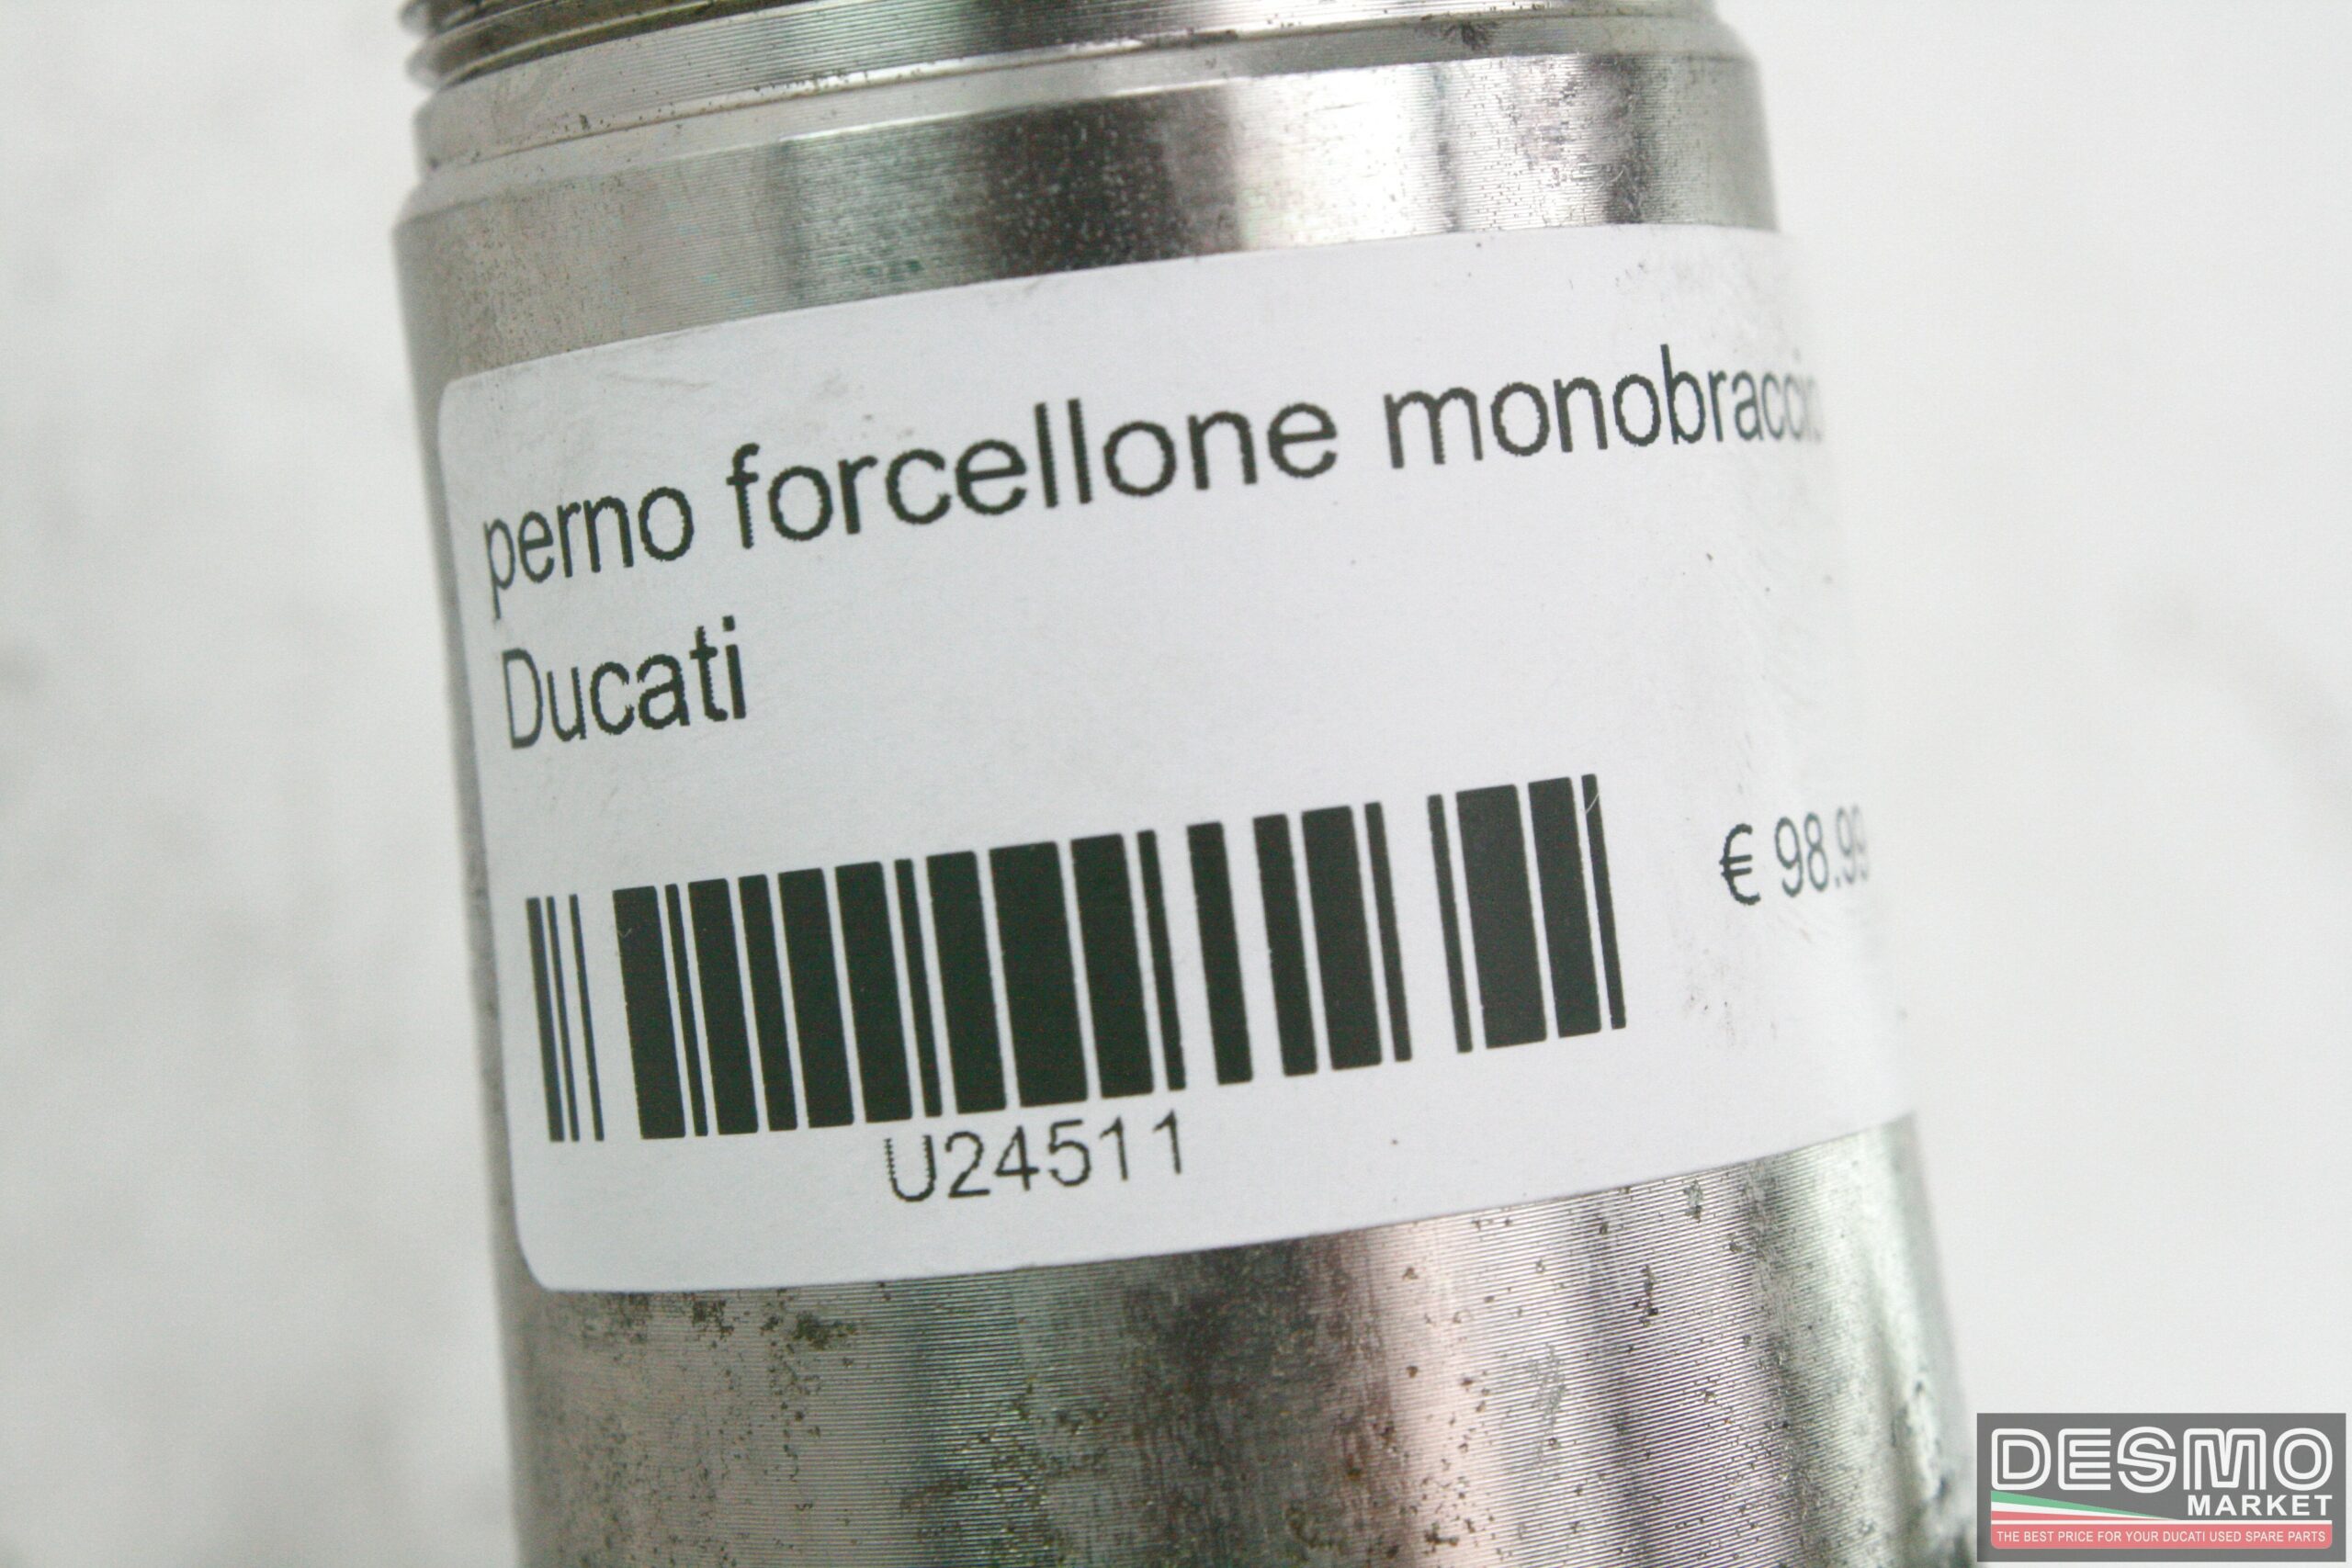 perno forcellone monobraccio
Ducati
€ 98.99
U24511
DESMO
MARKET
THE BEST PRICE FOR YOUR DUCATI USED SPARE PARTS